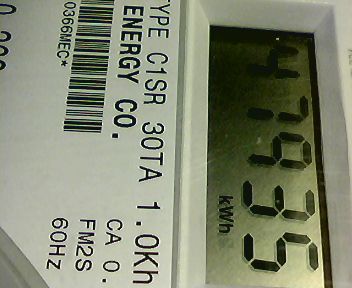 47935
kWh
TYPE C1SR 30TA 1.0Kh
ENERGY CO.
CA 0.
FM2S
60HZ
0366MEC*